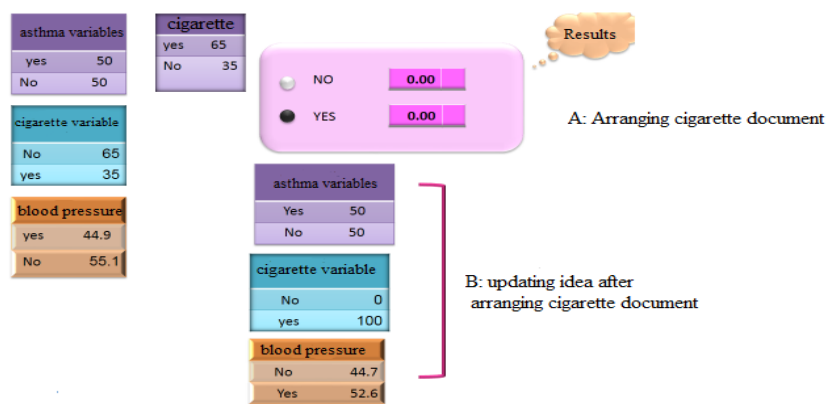 asthma variables
yes 50
No 50
cigarette
yes 65
No 35
cigarette variable
No 65
yes 35
blood pressure
yes 44.9
No 55.1
NO 0.00
YES 0.00
Results
A: Arranging cigarette document
asthma variables
Yes 50
No 50
cigarette variable
No 0
yes 100
blood pressure
No 44.7
Yes 52.6
B: updating idea after
arranging cigarette document